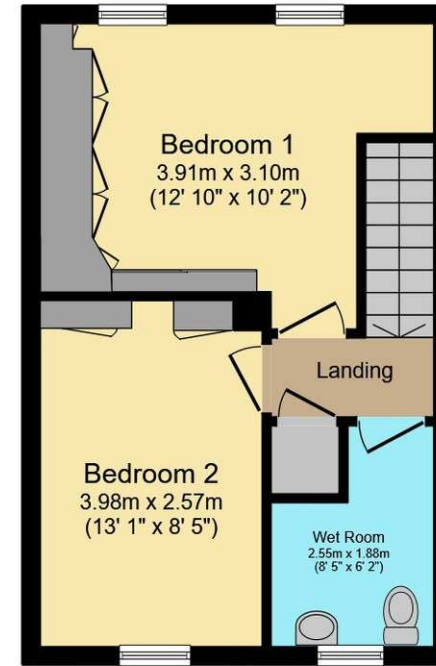 Bedroom 1
3.91m x 3.10m
(12' 10" x 10' 2")
Landing
Bedroom 2
3.98m x 2.57m
(13' 1" x 8' 5")
Wet Room
2.55m x 1.88m
(8' 5" x 6' 2")